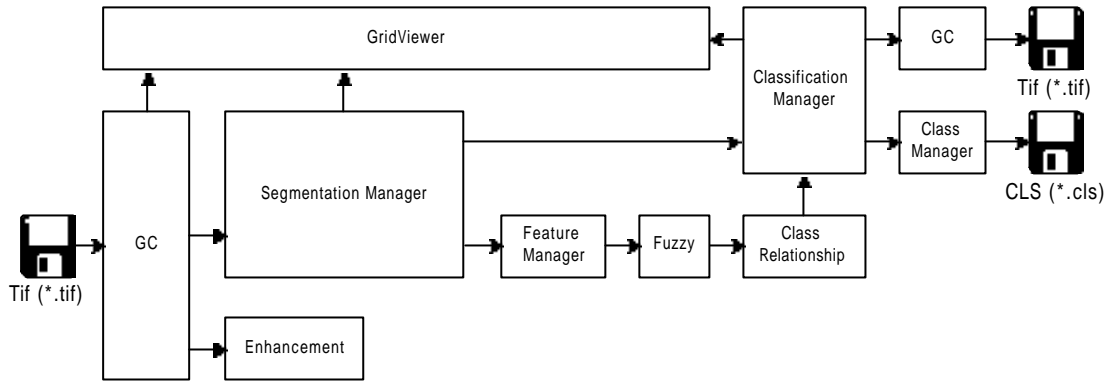 GridViewer
Classification
Manager
GC
Tif (*.tif)
Class
Manager
CLS (*.cls)
Segmentation Manager
GC
Tif (*.tif)
Feature
Manager
Fuzzy
Class
Relationship
Enhancement